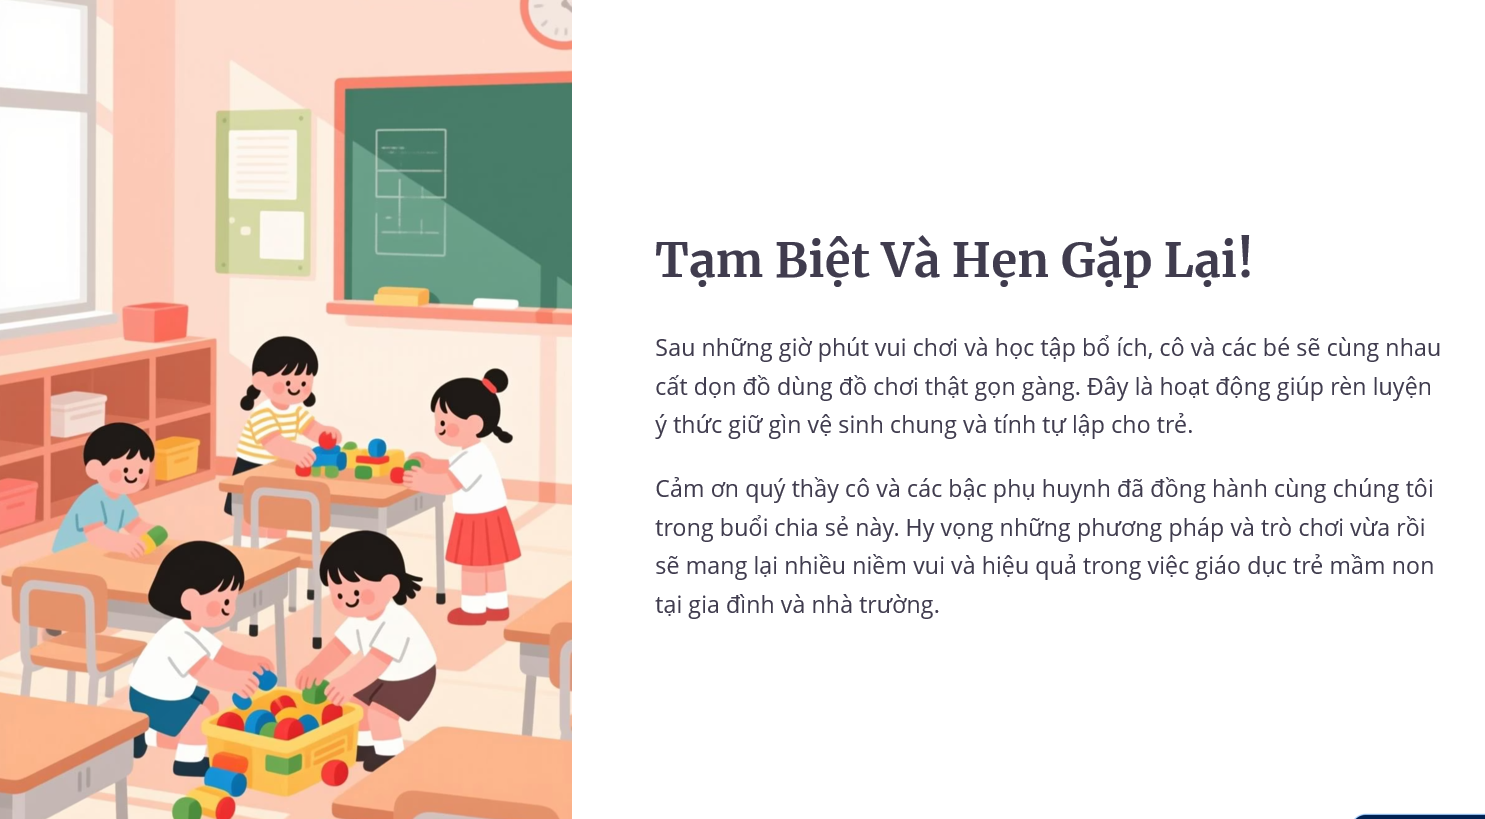 Tạm Biệt Và Hẹn Gặp Lại!
Sau những giờ phút vui chơi và học tập bổ ích, cô và các bé sẽ cùng nhau
cất dọn đồ dùng đồ chơi thật gọn gàng. Đây là hoạt động giúp rèn luyện
ý thức giữ gìn vệ sinh chung và tính tự lập cho trẻ.
Cảm ơn quý thầy cô và các bậc phụ huynh đã đồng hành cùng chúng tôi
trong buổi chia sẻ này. Hy vọng những phương pháp và trò chơi vừa rồi
sẽ mang lại nhiều niềm vui và hiệu quả trong việc giáo dục trẻ mầm non
tại gia đình và nhà trường.